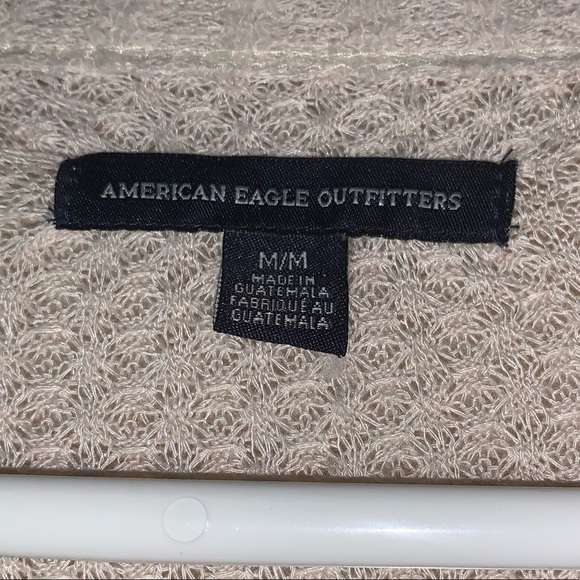 AMERICAN EAGLE OUTFITTERS
M/M
MADE IN
GUATEMALA
FABRIQUE AU
GUATEMALA